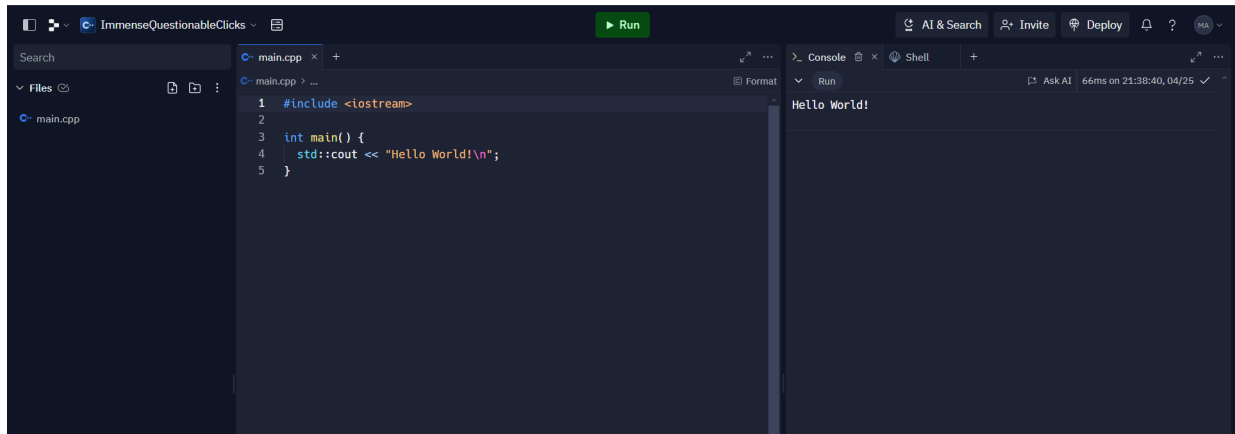 ImmenseQuestionableClicks
Run
AI & Search
Invite
Deploy
?
MA
Search
Files
main.cpp
C++ main.cpp × +
C++ main.cpp > ...
Format
1 #include <iostream>
2
3 int main() {
4 std::cout << "Hello World!\n";
5 }
>_ Console × Shell +
Run
Ask AI
66ms on 21:38:40, 04/25
Hello World!